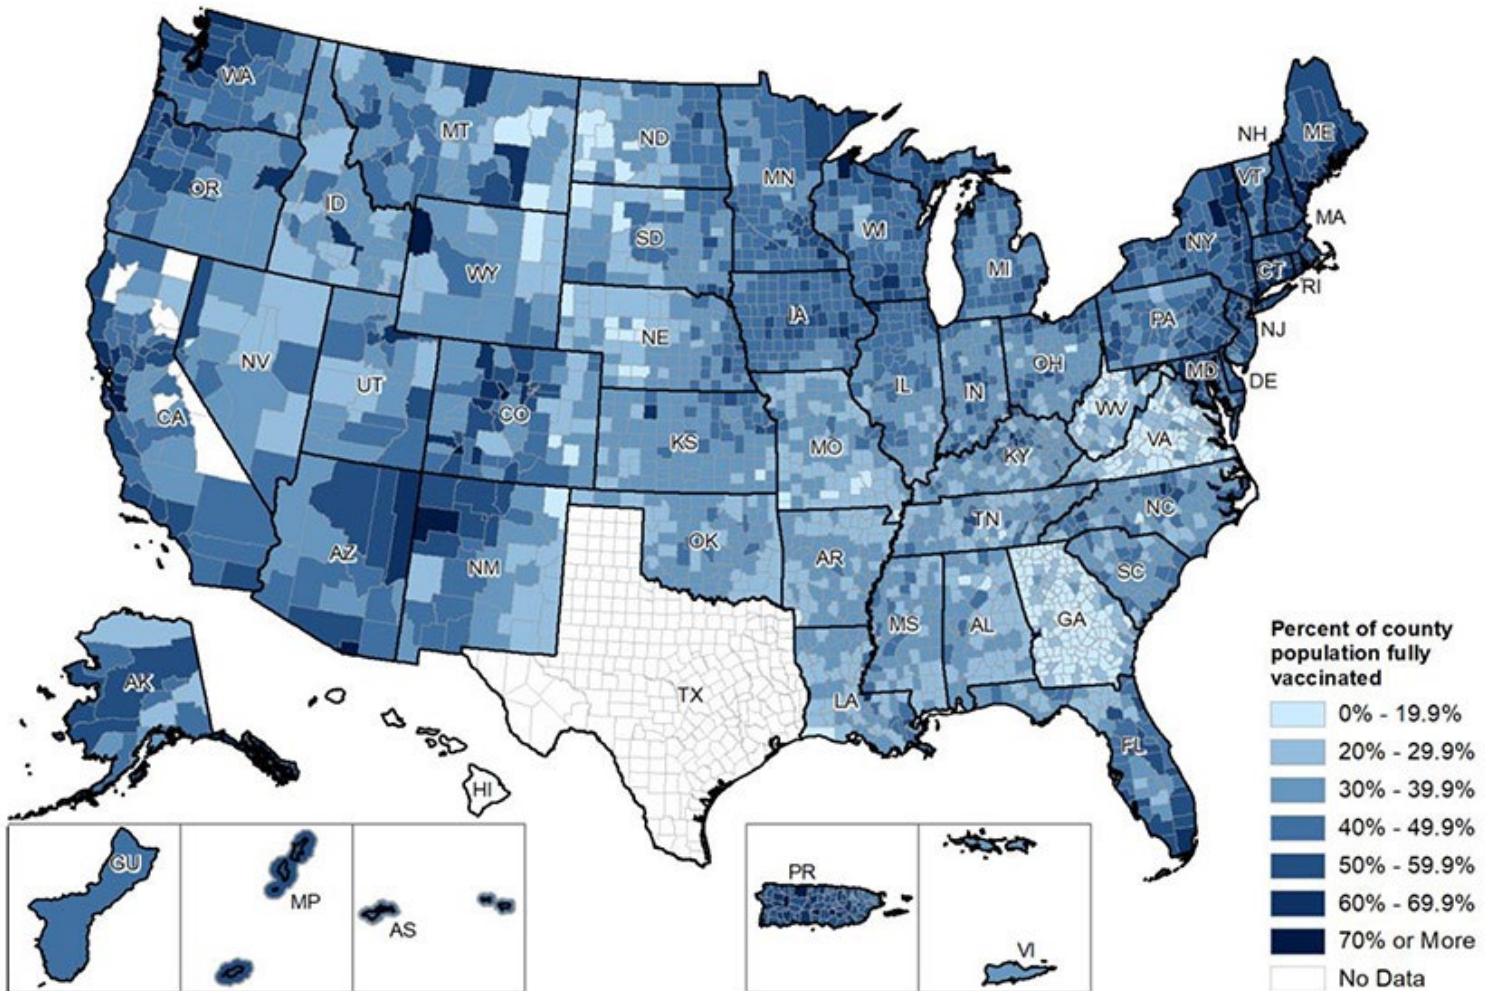 WA
MT
ND
MN
OR
ID
WY
SD
WI
MI
NH
ME
VT
MA
NY
CT
RI
NV
UT
CA
CO
NE
IA
IL
IN
OH
PA
NJ
MD
DE
KS
MO
KY
WV
VA
AZ
NM
OK
AR
TN
NC
SC
MS
AL
GA
TX
LA
FL
AK
HI
GU
MP
AS
PR
VI
Percent of county
population fully
vaccinated
0% - 19.9%
20% - 29.9%
30% - 39.9%
40% - 49.9%
50% - 59.9%
60% - 69.9%
70% or More
No Data